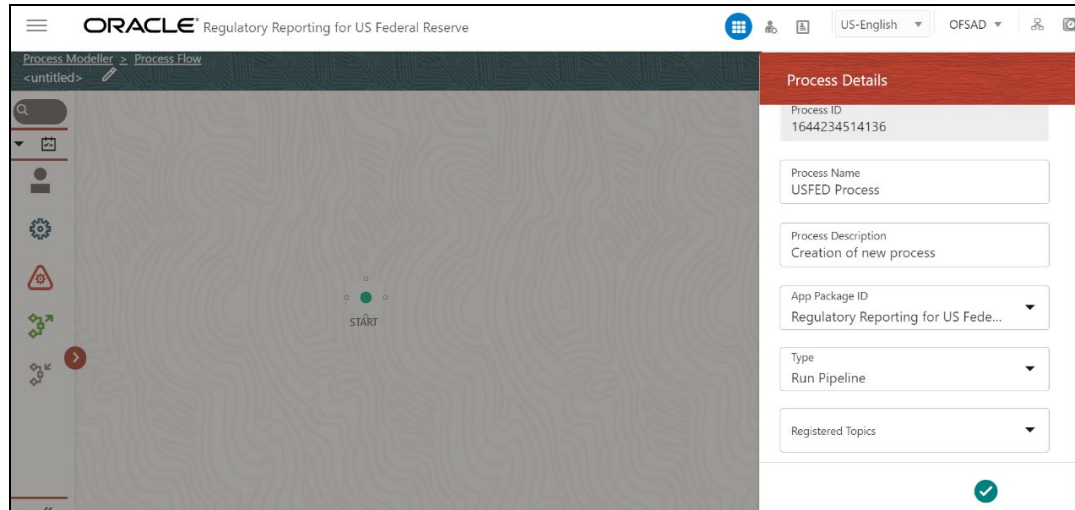 ORACLE® Regulatory Reporting for US Federal Reserve
US-English
OFSAD
Process Modeller > Process Flow
<untitled>
START
Process Details
Process ID
1644234514136
Process Name
USFED Process
Process Description
Creation of new process
App Package ID
Regulatory Reporting for US Fede...
Type
Run Pipeline
Registered Topics